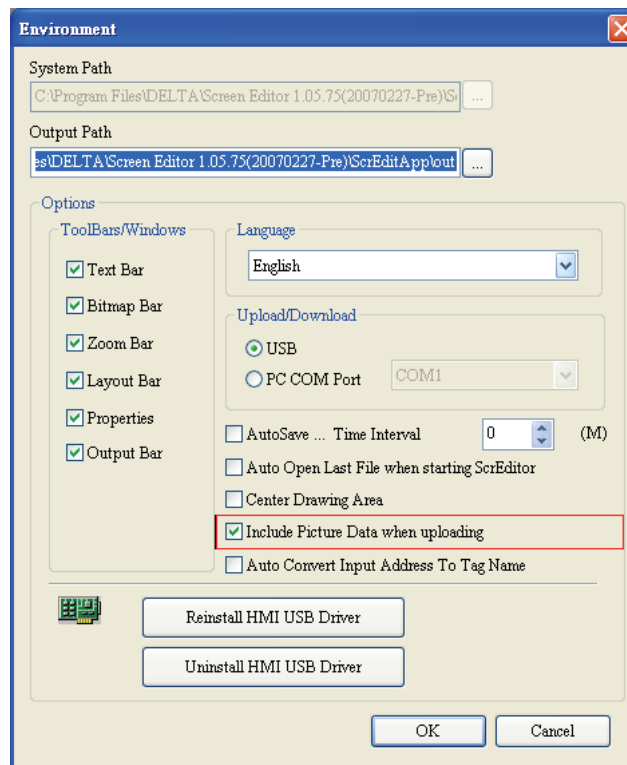 Environment
System Path
C:\Program Files\DELTA\Screen Editor 1.05.75(20070227-Pre)\S
...
Output Path
es\DELTA\Screen Editor 1.05.75(20070227-Pre)\ScrEditApp\out
...
Options
ToolBars/Windows
Text Bar
Bitmap Bar
Zoom Bar
Layout Bar
Properties
Output Bar
Language
English
Upload/Download
USB
PC COM Port
COM1
AutoSave ... Time Interval 0 (M)
Auto Open Last File when starting ScrEditor
Center Drawing Area
Include Picture Data when uploading
Auto Convert Input Address To Tag Name
Reinstall HMI USB Driver
Uninstall HMI USB Driver
OK
Cancel